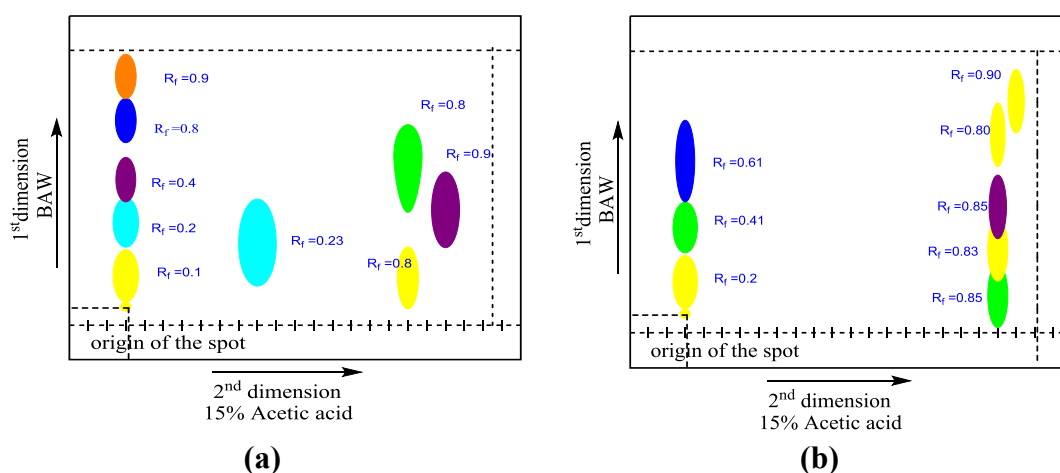 Rf =0.9
Rf =0.8
Rf =0.4
Rf =0.2
Rf =0.1
Rf =0.23
Rf =0.8
Rf =0.9
Rf =0.8
1st dimension
BAW
origin of the spot
2nd dimension
15% Acetic acid
(a)
Rf =0.90
Rf =0.80
Rf =0.61
Rf =0.85
Rf =0.41
Rf =0.83
Rf =0.2
Rf =0.85
1st dimension
BAW
origin of the spot
2nd dimension
15% Acetic acid
(b)